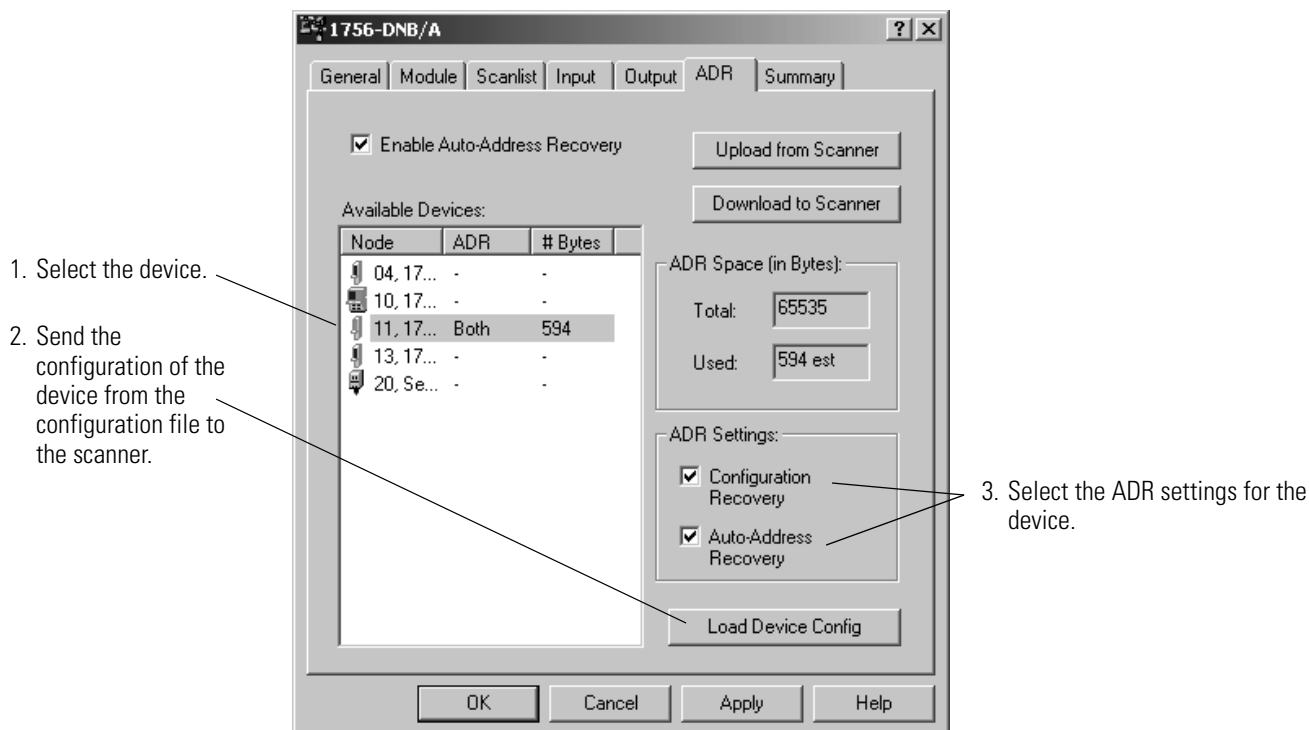 1756-DNB/A
General Module Scanlist Input Output ADR Summary
Enable Auto-Address Recovery
Upload from Scanner
Download to Scanner
Available Devices:
Node ADR # Bytes
04, 17... - -
10, 17... - -
11, 17... Both 594
13, 17... - -
20, Se... - -
ADR Space (in Bytes):
Total: 65535
Used: 594 est
ADR Settings:
Configuration
Recovery
Auto-Address
Recovery
Load Device Config
OK Cancel Apply Help
1. Select the device.
2. Send the
configuration of the
device from the
configuration file to
the scanner.
3. Select the ADR settings for the
device.